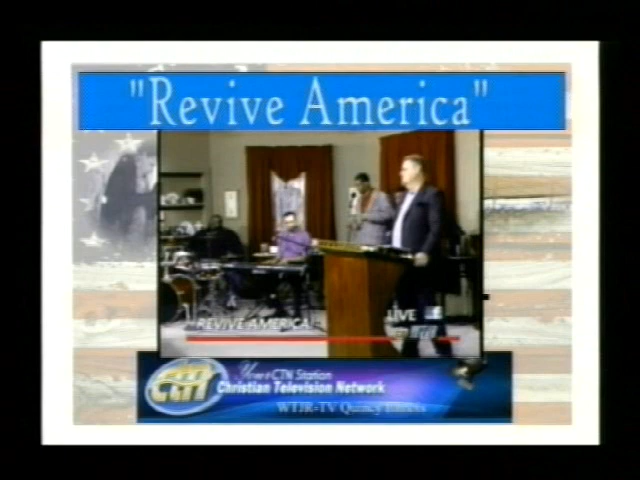 "Revive America"
REVIVE AMERICA
LIVE
CTN
Your CTN Station
Christian Television Network
WTJR-TV Quincy Illinois